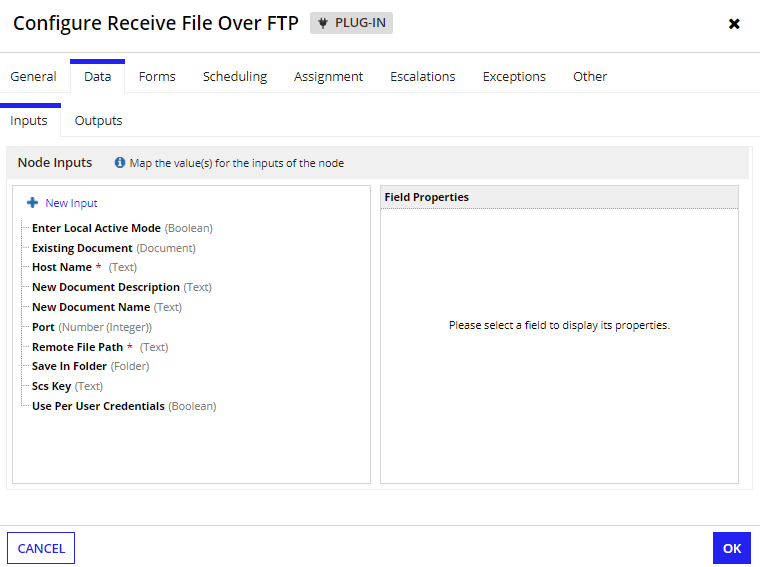 Configure Receive File Over FTP PLUG-IN
General Data Forms Scheduling Assignment Escalations Exceptions Other
Inputs Outputs
Node Inputs Map the value(s) for the inputs of the node
New Input
Enter Local Active Mode (Boolean)
Existing Document (Document)
Host Name * (Text)
New Document Description (Text)
New Document Name (Text)
Port (Number (Integer))
Remote File Path * (Text)
Save In Folder (Folder)
Scs Key (Text)
Use Per User Credentials (Boolean)
Field Properties
Please select a field to display its properties.
CANCEL OK